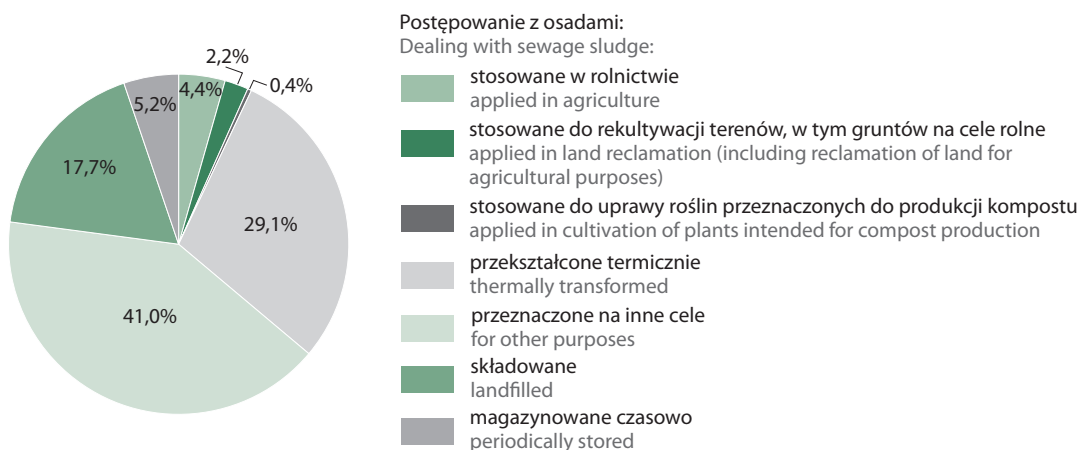 2,2%
4,4%
0,4%
5,2%
17,7%
29,1%
41,0%
Postępowanie z osadami:
Dealing with sewage sludge:
stosowane w rolnictwie
applied in agriculture
stosowane do rekultywacji terenów, w tym gruntów na cele rolne
applied in land reclamation (including reclamation of land for
agricultural purposes)
stosowane do uprawy roślin przeznaczonych do produkcji kompostu
applied in cultivation of plants intended for compost production
przekształcone termicznie
thermally transformed
przeznaczone na inne cele
for other purposes
składowane
landfilled
magazynowane czasowo
periodically stored